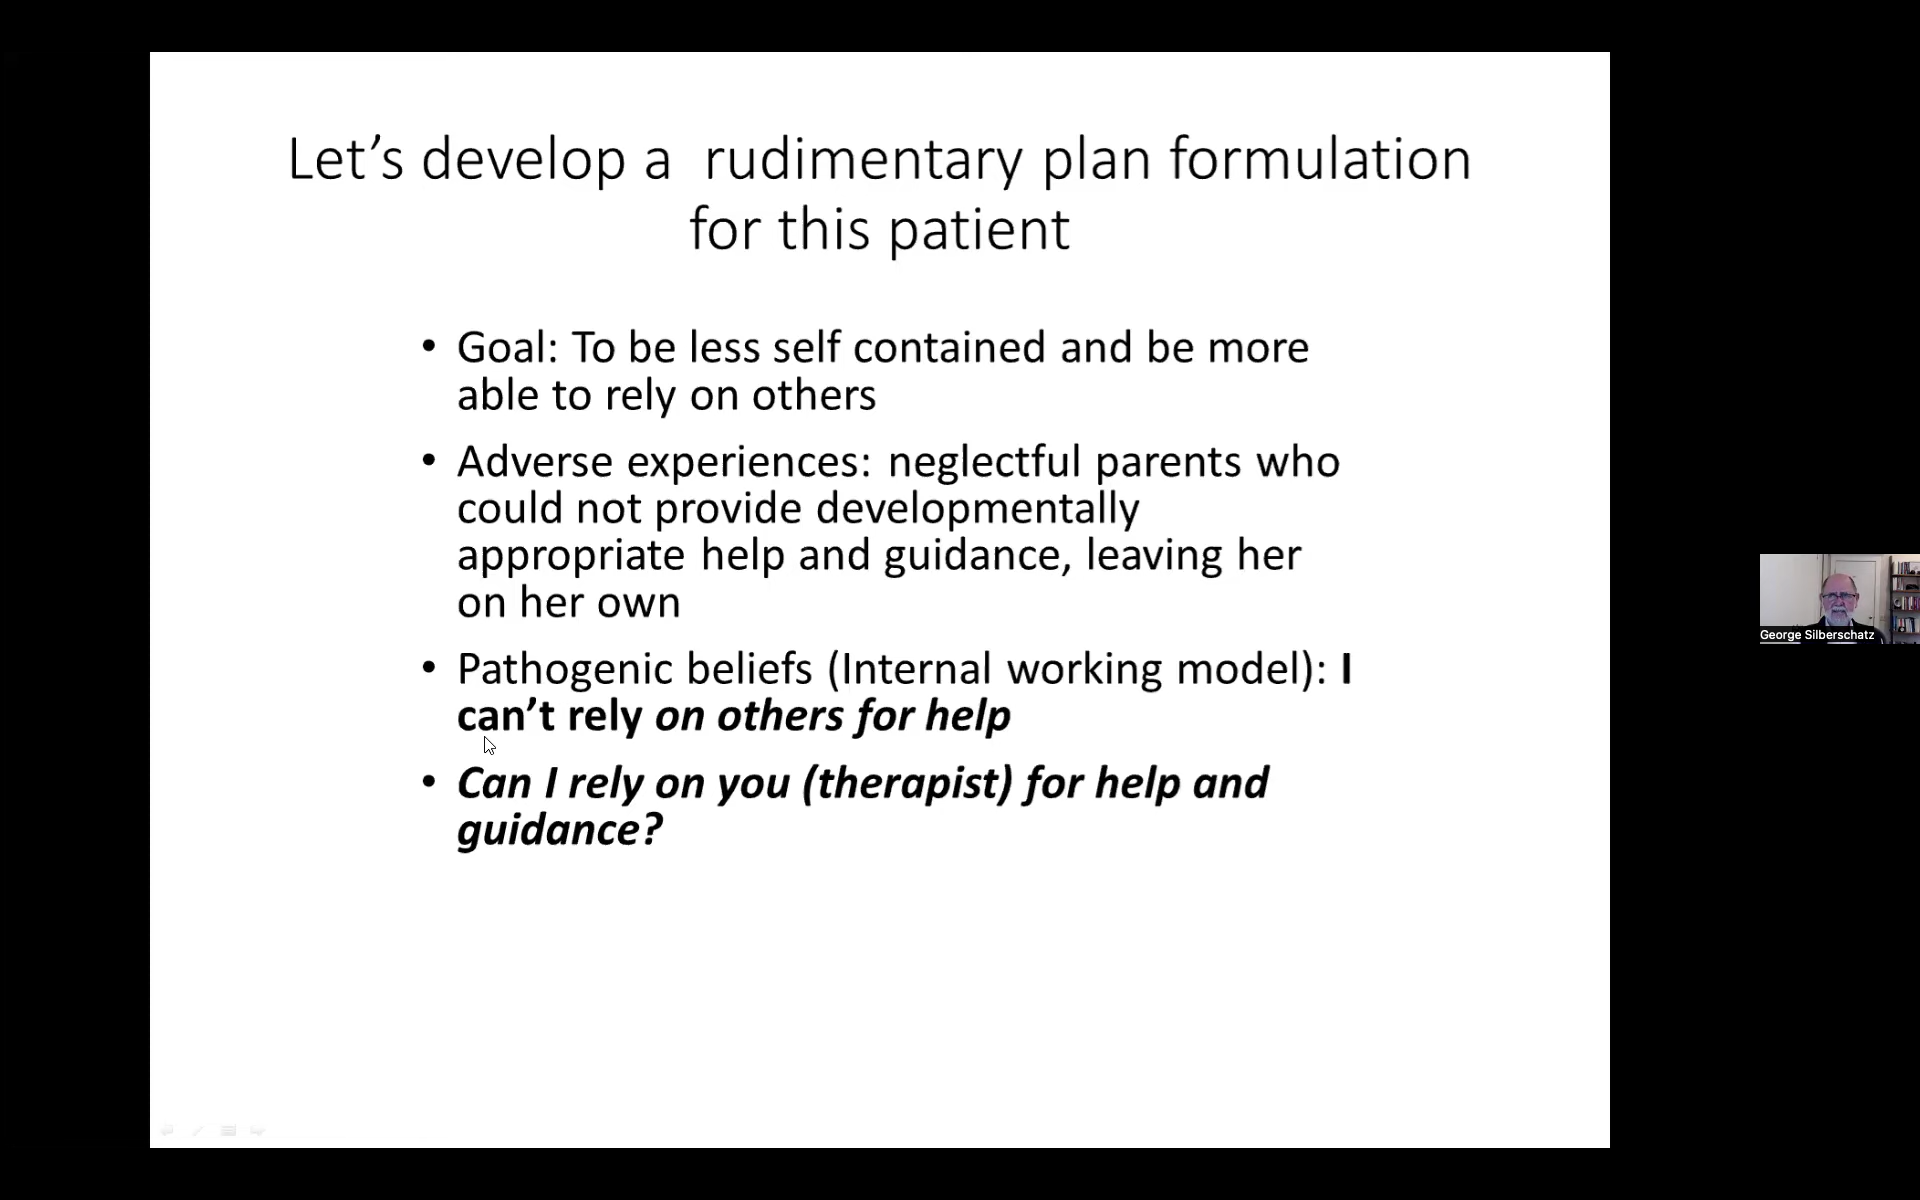 Let’s develop a  rudimentary plan formulation
for this patient
• Goal: To be less self contained and be more
able to rely on others
• Adverse experiences: neglectful parents who
could not provide developmentally
appropriate help and guidance, leaving her
on her own
• Pathogenic beliefs (Internal working model): I
can’t rely on others for help
• Can I rely on you (therapist) for help and
guidance?
George Silberschatz